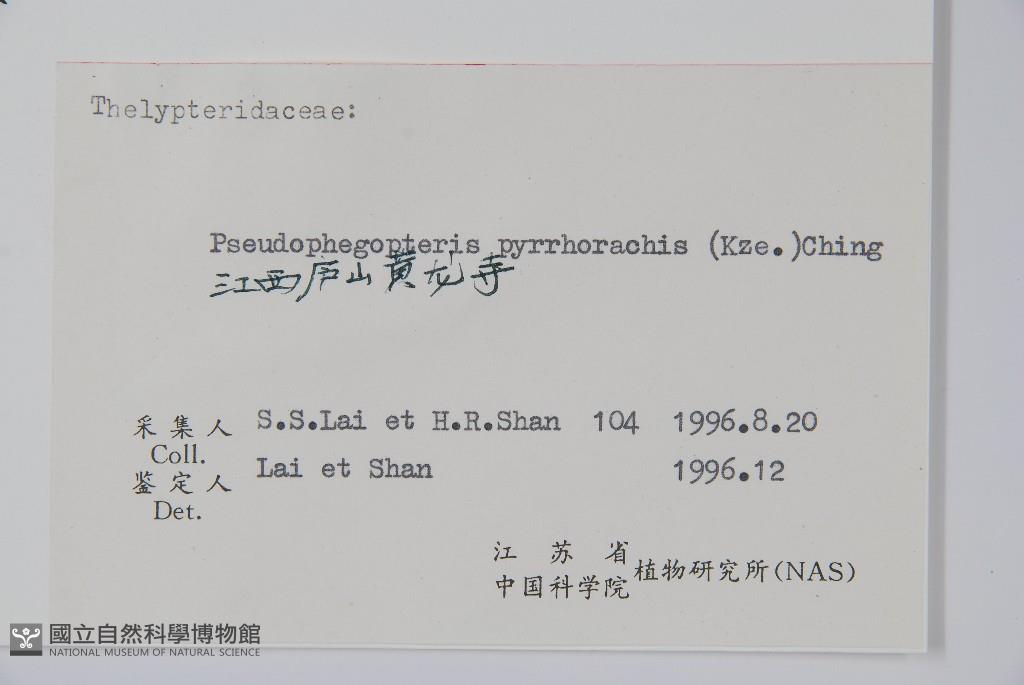 Thelypteridaceae:
Pseudophegopteris pyrrhorachis (Kze.)Ching
江西庐山黄龙寺
采集人 S.S.Lai et H.R.Shan 104 1996.8.20
Coll.
鉴定人 Lai et Shan 1996.12
Det.
江苏省
中国科学院 植物研究所(NAS)
國立自然科學博物館
NATIONAL MUSEUM OF NATURAL SCIENCE